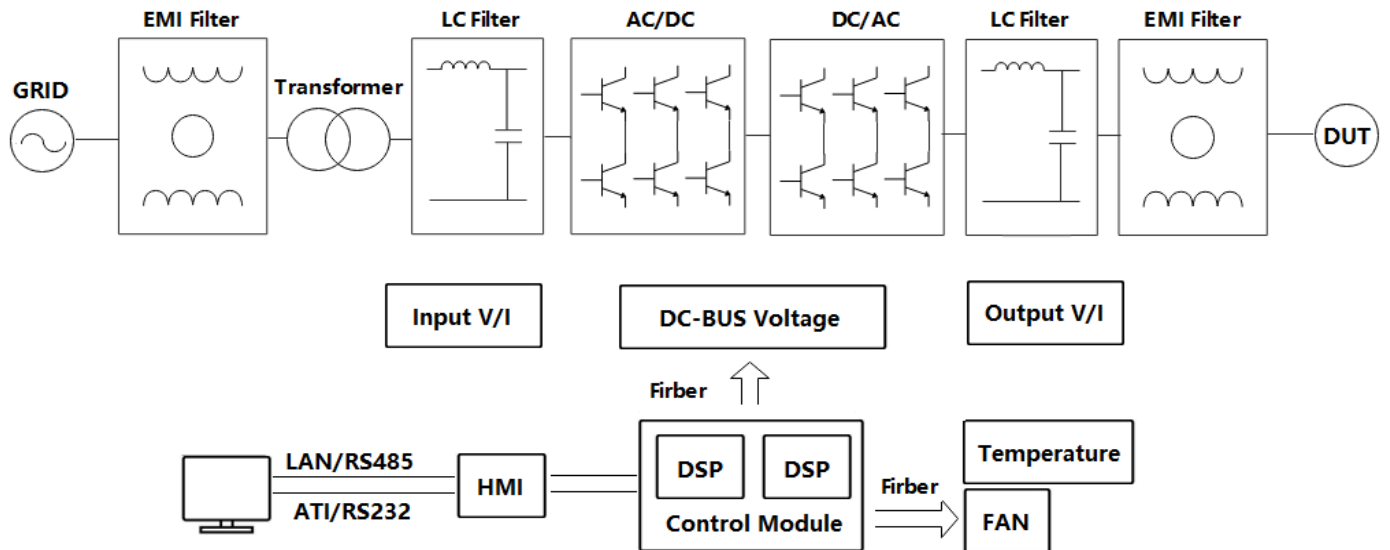 EMI Filter
LC Filter
AC/DC
DC/AC
LC Filter
EMI Filter
GRID
Transformer
DUT
Input V/I
DC-BUS Voltage
Output V/I
Firber
LAN/RS485
ATI/RS232
HMI
DSP
DSP
Control Module
Firber
Temperature
FAN